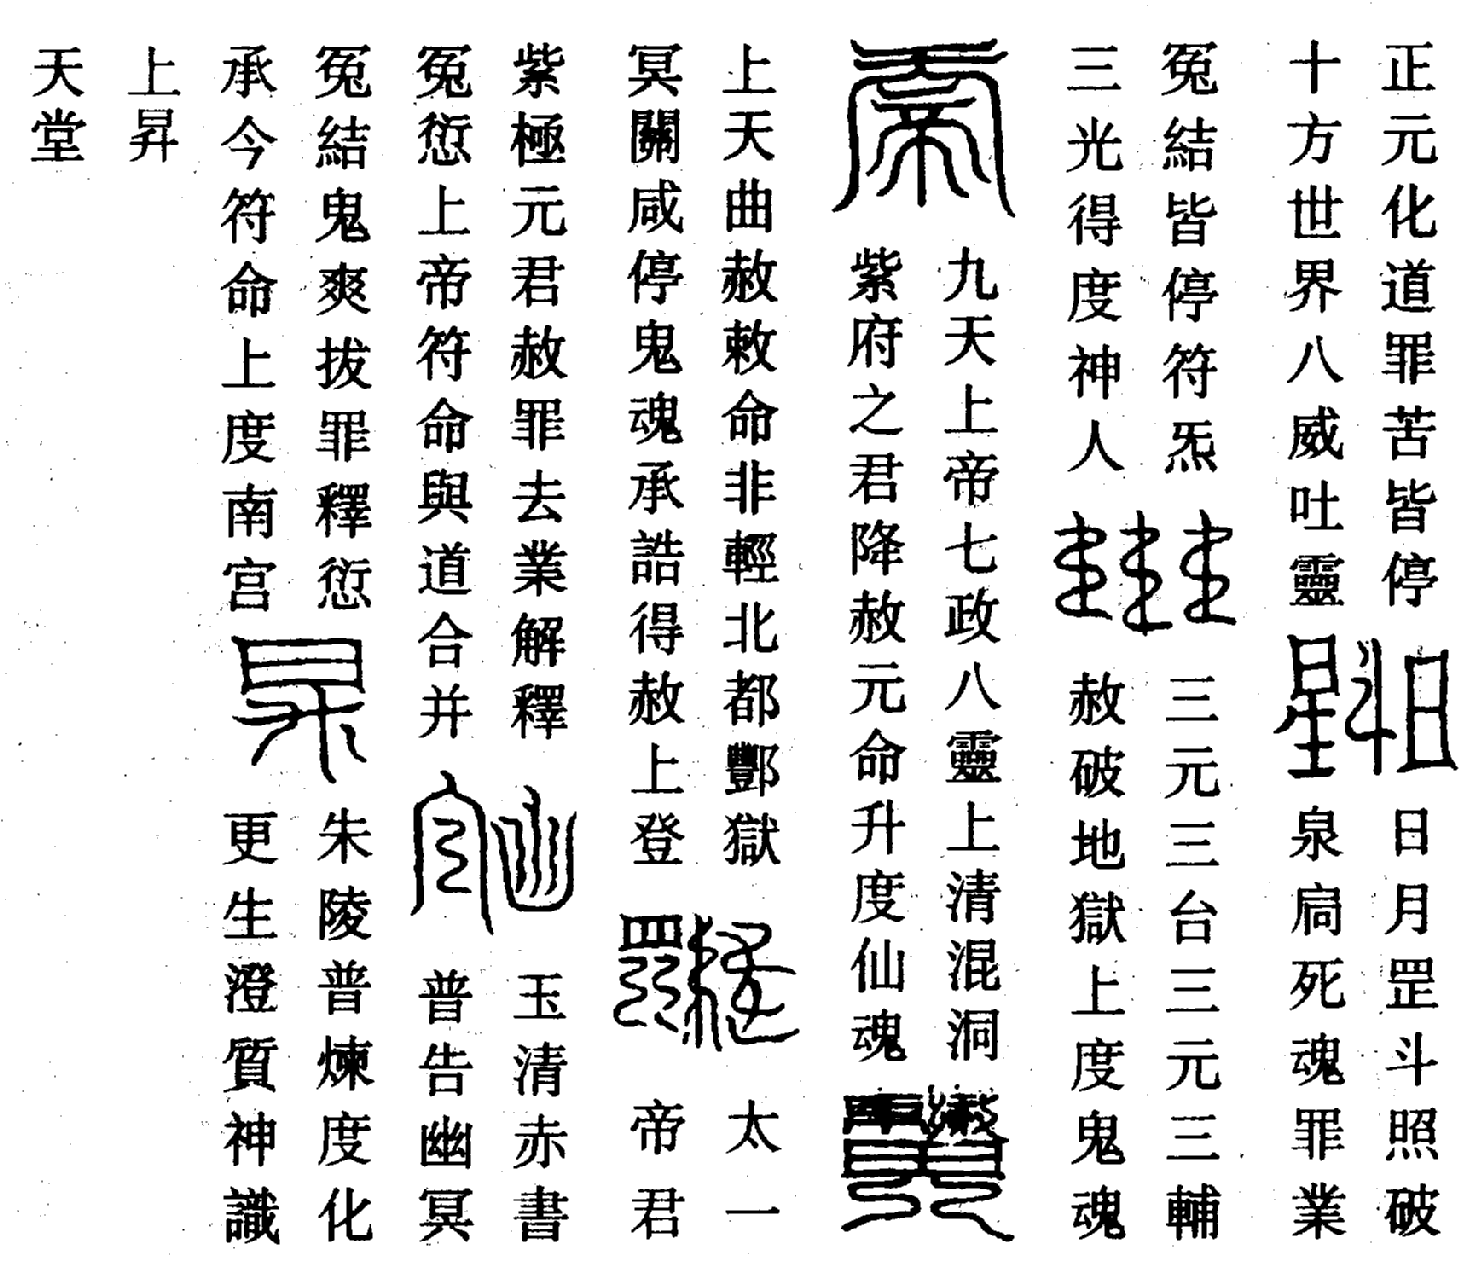 正元化道罪苦皆停日月罡斗照破
十方世界八威吐靈泉扃死魂罪業
冤結皆停符炁三元三台三元三輔
三光得度神人赦破地獄上度鬼魂
九天上帝七政八靈上清混洞
紫府之君降赦元命升度仙魂
上天曲赦敕命非輕北都酆獄太一
冥關咸停鬼魂承誥得赦上登帝君
紫極元君赦罪去業解釋玉清赤書
冤愆上帝符命與道合并普告幽冥
冤結鬼爽拔罪釋愆朱陵普煉度化
承今符命上度南宫更生澄質神識
上昇
天堂